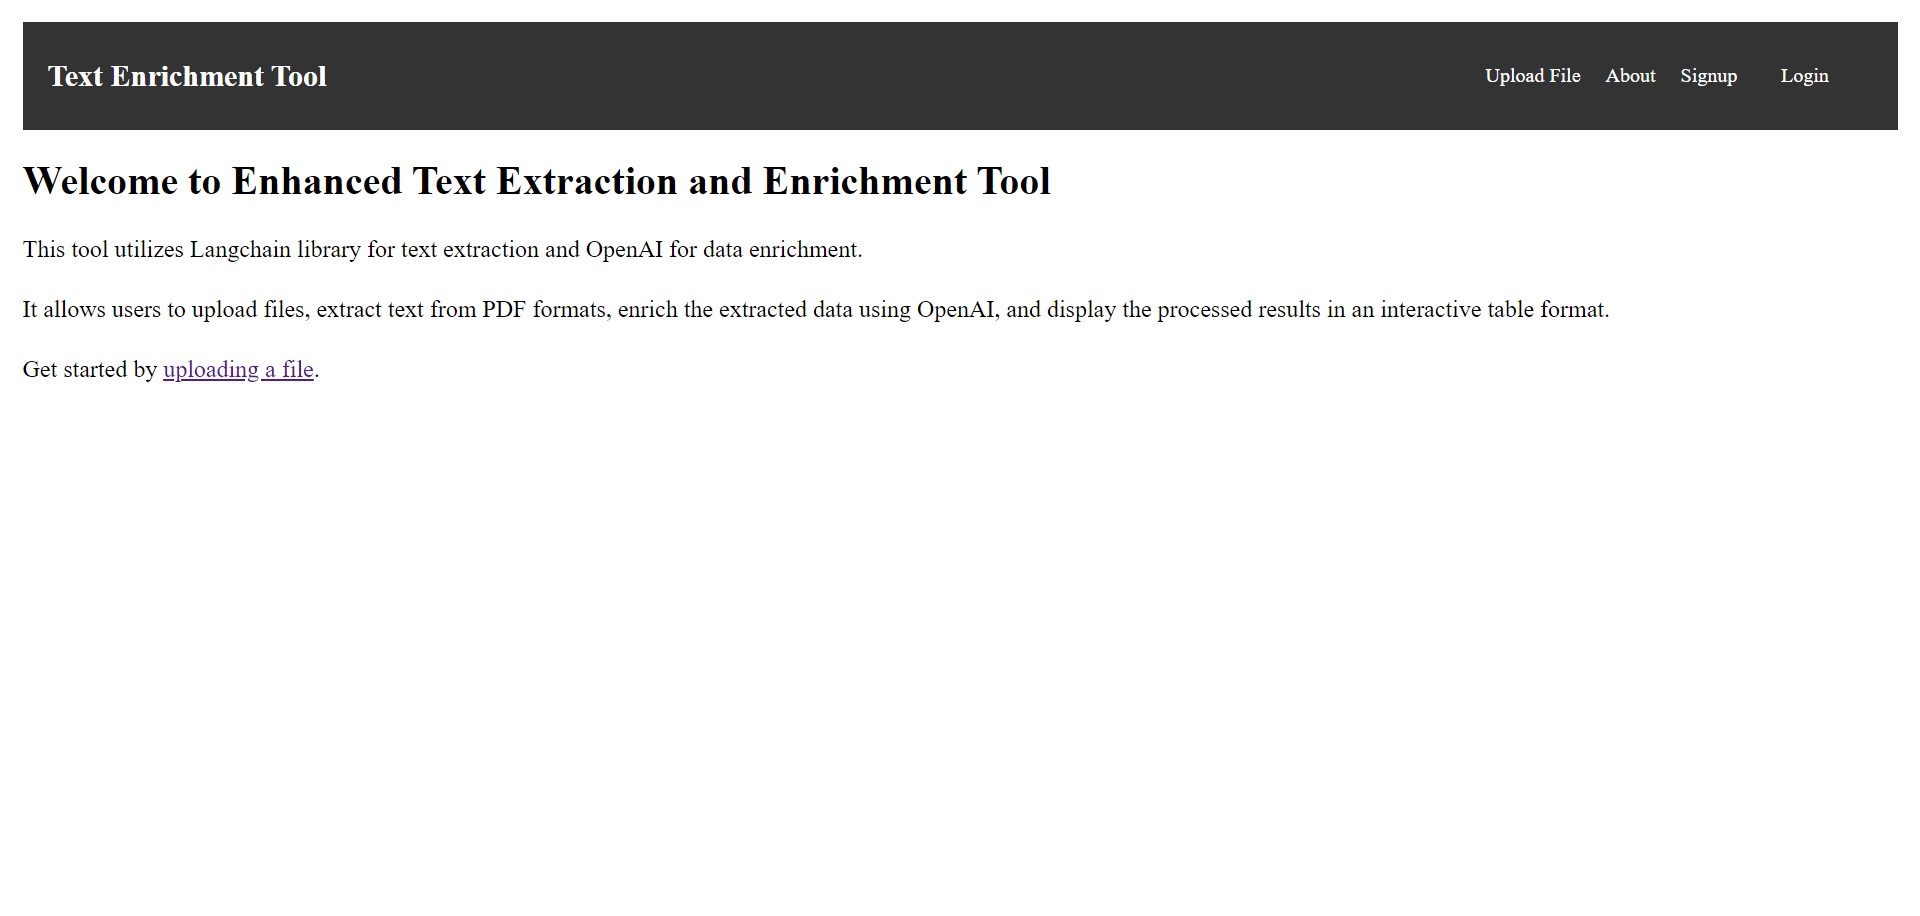 Text Enrichment Tool
Upload File About Signup Login
Welcome to Enhanced Text Extraction and Enrichment Tool
This tool utilizes Langchain library for text extraction and OpenAI for data enrichment.
It allows users to upload files, extract text from PDF formats, enrich the extracted data using OpenAI, and display the processed results in an interactive table format.
Get started by uploading a file.